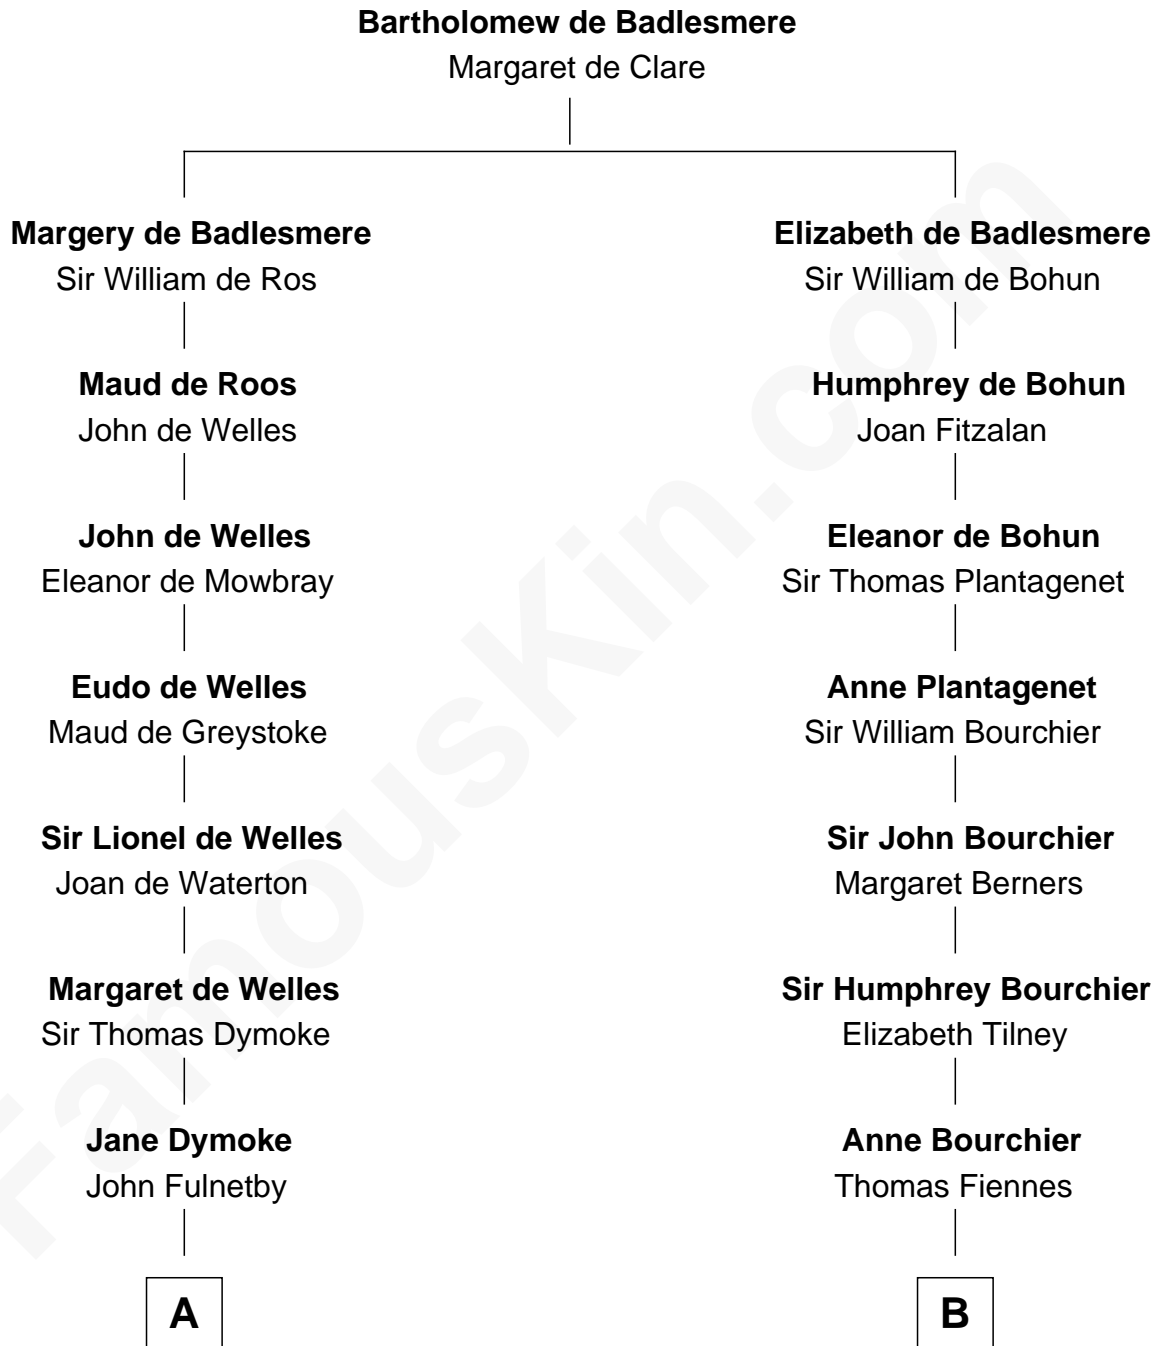 Bartholomew de Badlesmere
Margaret de Clare
Margery de Badlesmere
Sir William de Ros
Elizabeth de Badlesmere
Sir William de Bohun
Maud de Roos
John de Welles
Humphrey de Bohun
Joan Fitzalan
John de Welles
Eleanor de Mowbray
Eleanor de Bohun
Sir Thomas Plantagenet
Eudo de Welles
Maud de Greystoke
Anne Plantagenet
Sir William Bourchier
Sir Lionel de Welles
Joan de Waterton
Sir John Bourchier
Margaret Berners
Margaret de Welles
Sir Thomas Dymoke
Sir Humphrey Bourchier
Elizabeth Tilney
Jane Dymoke
John Fulnetby
Anne Bourchier
Thomas Fiennes
A
B
FamousKin.com